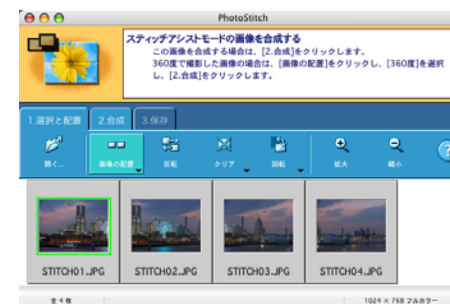 PhotoStitch
スティッチアシストモードの画像を合成する
この画像を合成する場合は、[2.合成]をクリックします。
360度で撮影した画像の場合は、[画像の配置]をクリックし、[360度]を選択
し、[2.合成]をクリックします。
1.選択と配置 2.合成 3.保存
開く... 画像の配置 反転 クリア 回転 拡大 縮小 ?
STITCH01.JPG STITCH02.JPG STITCH03.JPG STITCH04.JPG
全4枚 1024 × 768 フルカラー